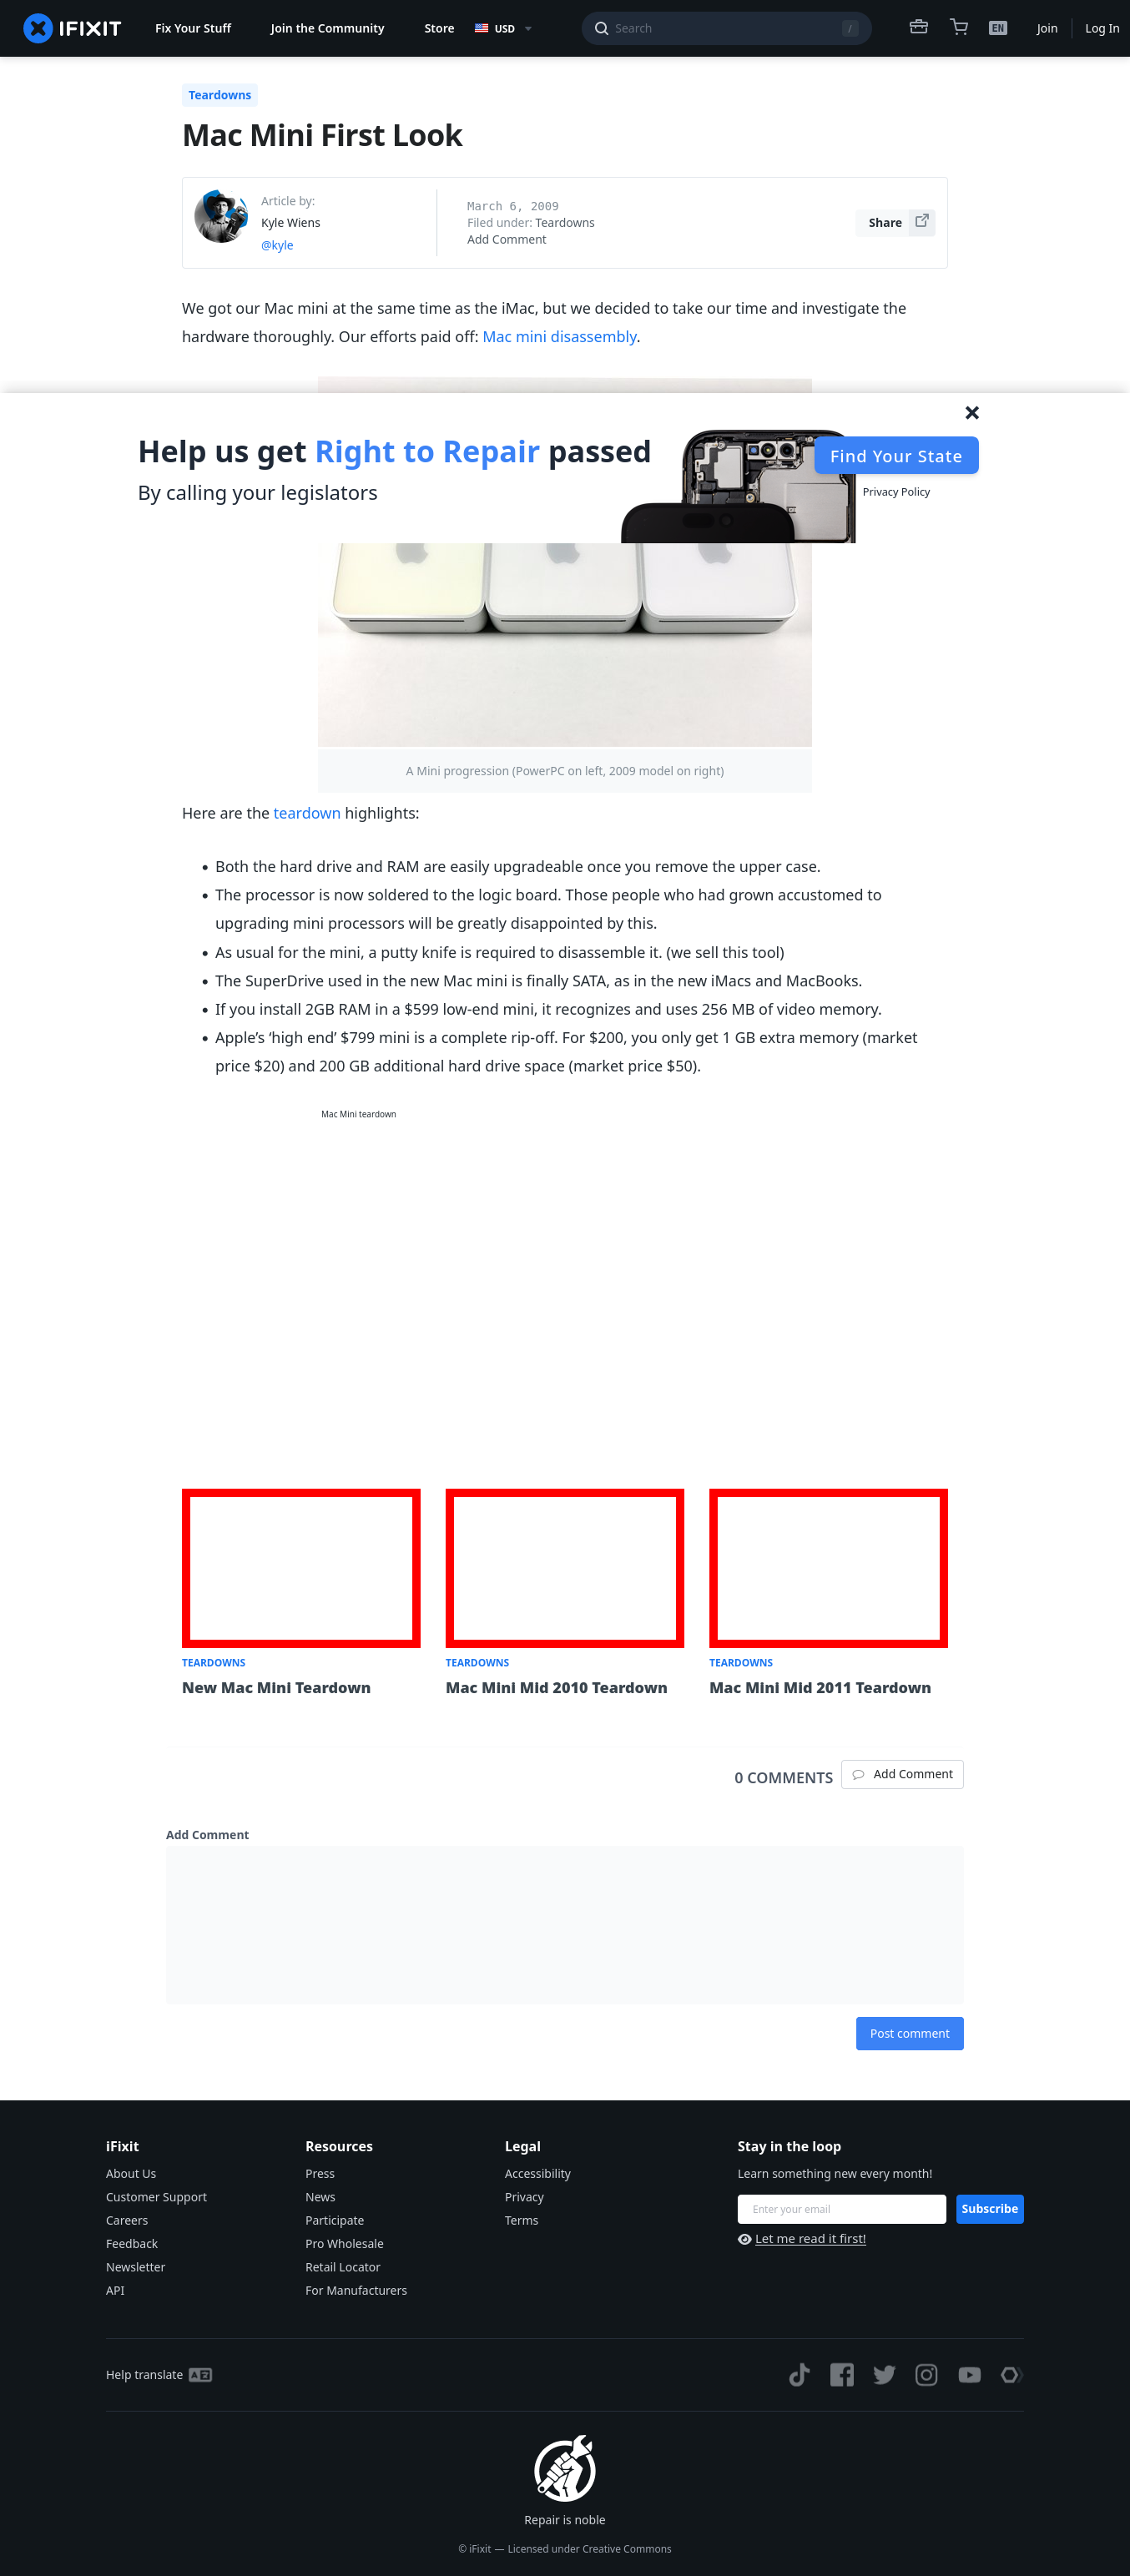 IFIXIT
Fix Your Stuff
Join the Community
Store
USD
Search
/
EN
Join
Log In
Teardowns
Mac Mini First Look
Article by:
Kyle Wiens
@kyle
March 6, 2009
Filed under: Teardowns
Add Comment
Share
We got our Mac mini at the same time as the iMac, but we decided to take our time and investigate the
hardware thoroughly. Our efforts paid off: Mac mini disassembly.
Help us get Right to Repair passed
By calling your legislators
Find Your State
Privacy Policy
A Mini progression (PowerPC on left, 2009 model on right)
Here are the teardown highlights:
• Both the hard drive and RAM are easily upgradeable once you remove the upper case.
• The processor is now soldered to the logic board. Those people who had grown accustomed to
upgrading mini processors will be greatly disappointed by this.
• As usual for the mini, a putty knife is required to disassemble it. (we sell this tool)
• The SuperDrive used in the new Mac mini is finally SATA, as in the new iMacs and MacBooks.
• If you install 2GB RAM in a $599 low-end mini, it recognizes and uses 256 MB of video memory.
• Apple’s ‘high end’ $799 mini is a complete rip-off. For $200, you only get 1 GB extra memory (market
price $20) and 200 GB additional hard drive space (market price $50).
Mac Mini teardown
TEARDOWNS
New Mac Mini Teardown
TEARDOWNS
Mac Mini Mid 2010 Teardown
TEARDOWNS
Mac Mini Mid 2011 Teardown
0 COMMENTS
Add Comment
Add Comment
Post comment
iFixit
About Us
Customer Support
Careers
Feedback
Newsletter
API
Resources
Press
News
Participate
Pro Wholesale
Retail Locator
For Manufacturers
Legal
Accessibility
Privacy
Terms
Stay in the loop
Learn something new every month!
Enter your email
Subscribe
Let me read it first!
Help translate
Repair is noble
© iFixit — Licensed under Creative Commons